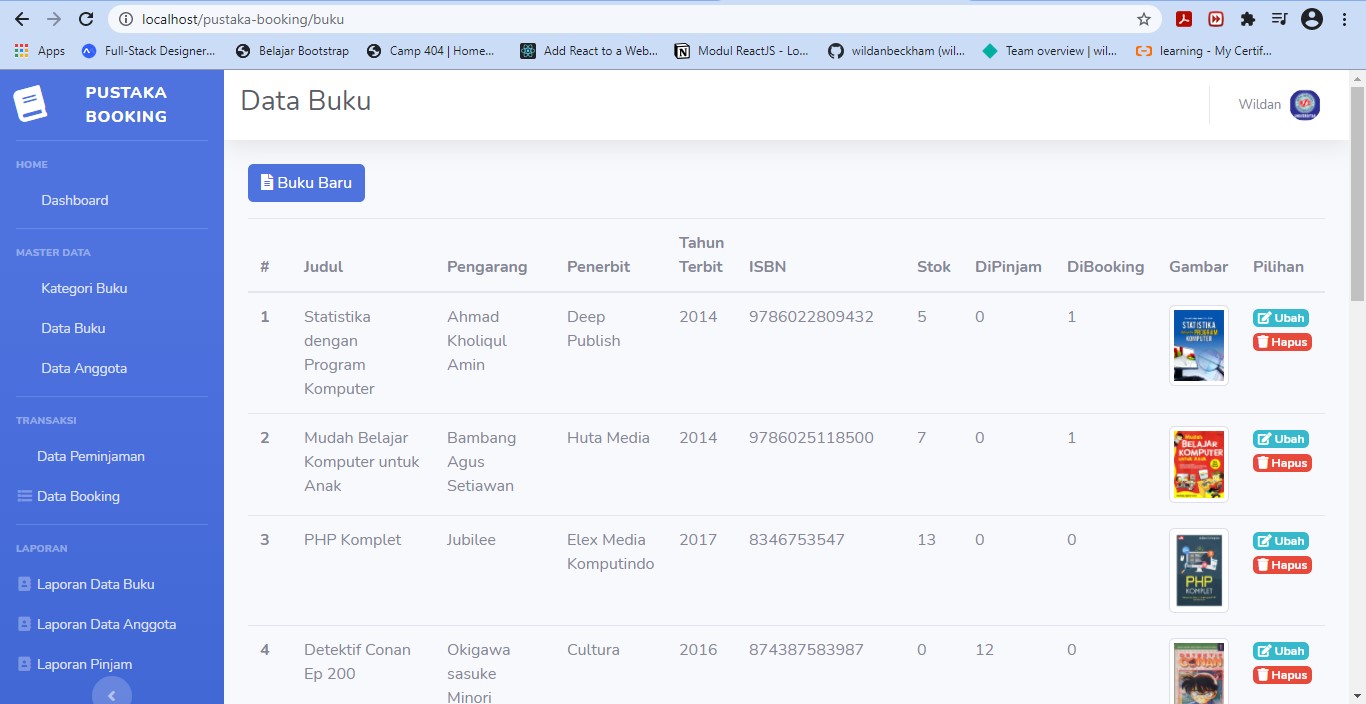 localhost/pustaka-booking/buku
Apps
Full-Stack Designer...
Belajar Bootstrap
Camp 404 | Home...
Add React to a Web...
Modul ReactJS - Lo...
wildanbeckham (wil...
Team overview | wil...
learning - My Certif...
PUSTAKA
BOOKING
HOME
Dashboard
MASTER DATA
Kategori Buku
Data Buku
Data Anggota
TRANSAKSI
Data Peminjaman
Data Booking
LAPORAN
Laporan Data Buku
Laporan Data Anggota
Laporan Pinjam
Data Buku
Wildan
Buku Baru
# Judul Pengarang Penerbit Tahun Terbit ISBN Stok DiPinjam DiBooking Gambar Pilihan
1 Statistika dengan Program Komputer Ahmad Kholiqul Amin Deep Publish 2014 9786022809432 5 0 1 STATISTIKA PROGRAM KOMPUTER Ubah Hapus
2 Mudah Belajar Komputer untuk Anak Bambang Agus Setiawan Huta Media 2014 9786025118500 7 0 1 Mudah BELAJAR KOMPUTER untuk Anak Ubah Hapus
3 PHP Komplet Jubilee Elex Media Komputindo 2017 8346753547 13 0 0 PHP KOMPLET Ubah Hapus
4 Detektif Conan Ep 200 Okigawa sasuke Minori Cultura 2016 874387583987 0 12 0 Ubah Hapus